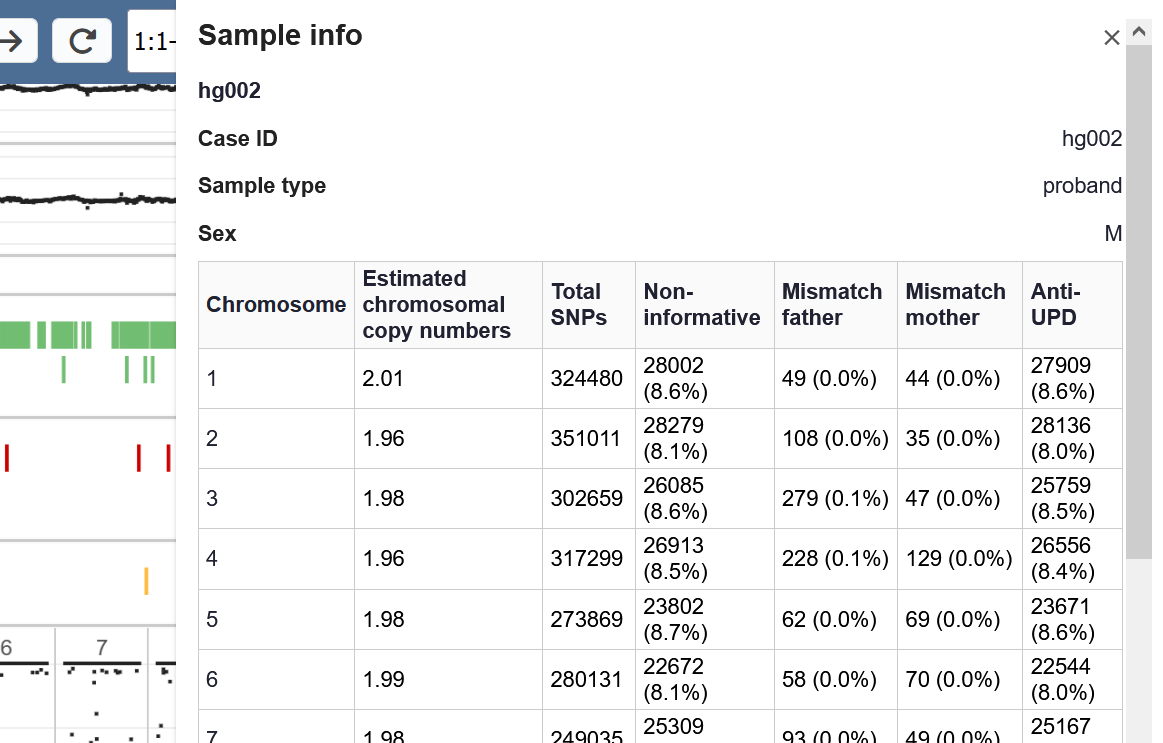 1:1-
Sample info
hg002
Case ID hg002
Sample type proband
Sex M
Chromosome Estimated chromosomal copy numbers Total SNPs Non-informative Mismatch father Mismatch mother Anti-UPD
1 2.01 324480 28002 (8.6%) 49 (0.0%) 44 (0.0%) 27909 (8.6%)
2 1.96 351011 28279 (8.1%) 108 (0.0%) 35 (0.0%) 28136 (8.0%)
3 1.98 302659 26085 (8.6%) 279 (0.1%) 47 (0.0%) 25759 (8.5%)
4 1.96 317299 26913 (8.5%) 228 (0.1%) 129 (0.0%) 26556 (8.4%)
5 1.98 273869 23802 (8.7%) 62 (0.0%) 69 (0.0%) 23671 (8.6%)
6 1.99 280131 22672 (8.1%) 58 (0.0%) 70 (0.0%) 22544 (8.0%)
7 1.98 249035 25309 93 (0.0%) 49 (0.0%) 25167
6 7